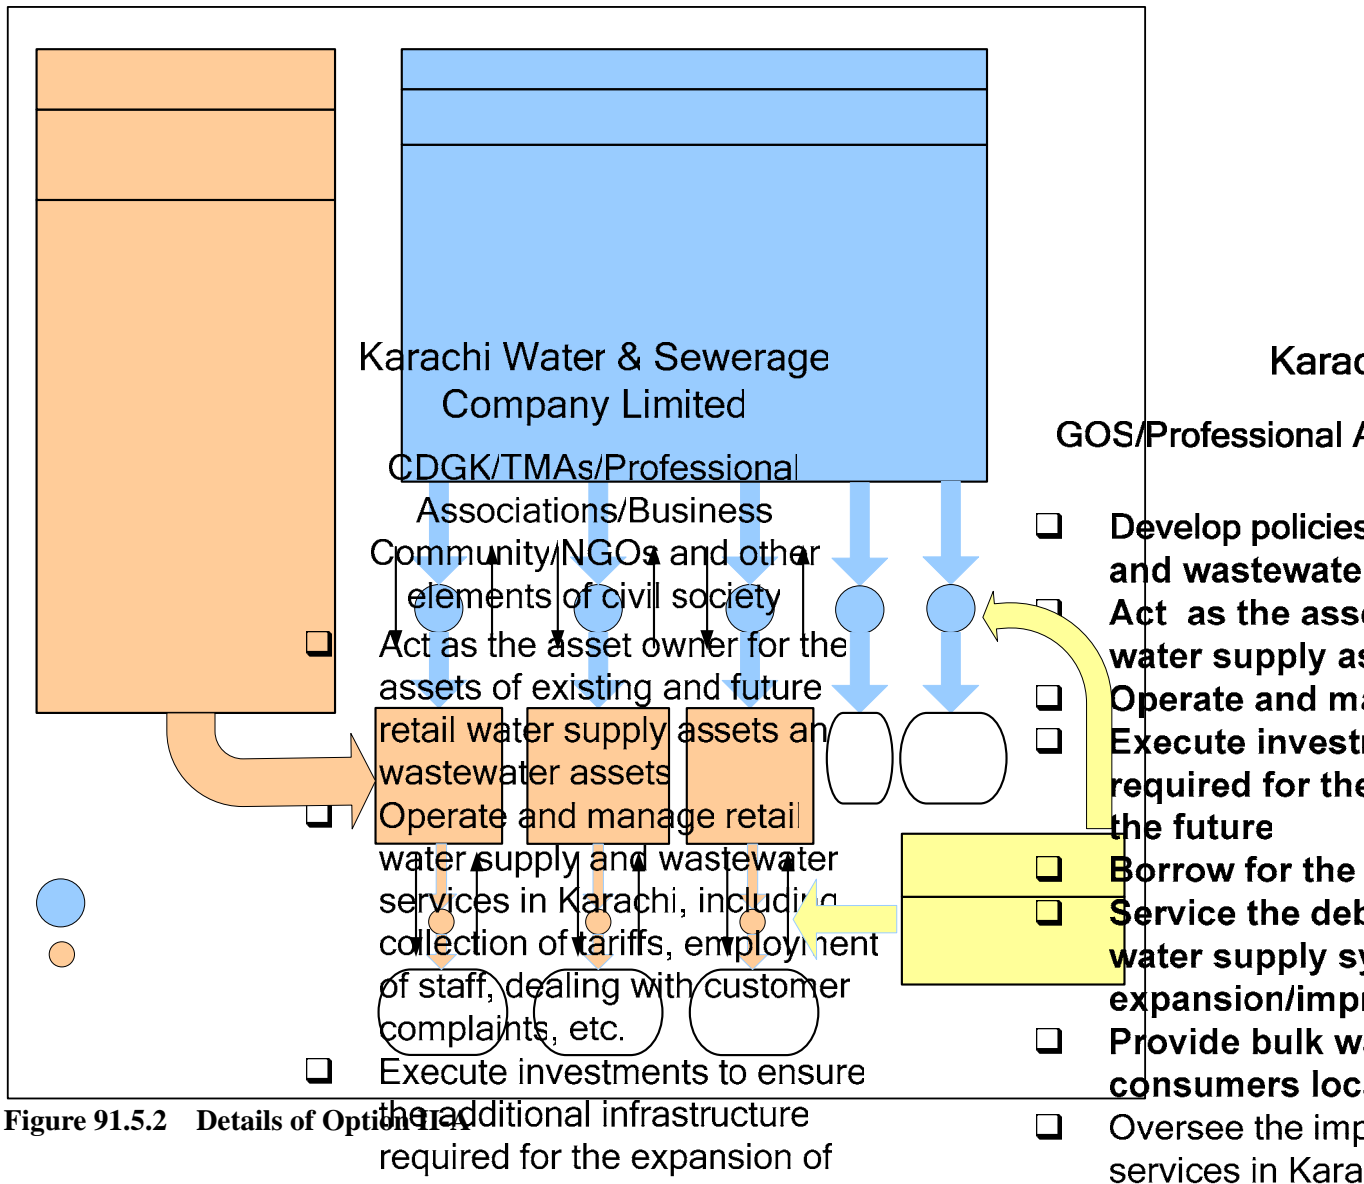 Karachi Water & Sewerage
Company Limited
CDGK/TMAs/Professional
Associations/Business
Community/NGOs and other
elements of civil society
❑ Act as the asset owner for the
assets of existing and future
retail water supply assets an
wastewater assets
❑ Operate and manage retail
water supply and wastewater
services in Karachi, including
collection of tariffs, employment
of staff, dealing with customer
complaints, etc.
❑ Execute investments to ensure
the additional infrastructure
required for the expansion of
Karac
GOS/Professional A
❑ Develop policies
and wastewate
❑ Act as the asse
water supply as
❑ Operate and ma
❑ Execute investm
required for the
the future
❑ Borrow for the
❑ Service the deb
water supply sy
expansion/impr
❑ Provide bulk wa
consumers loca
❑ Oversee the imp
services in Kara
Figure 91.5.2 Details of Option II-A